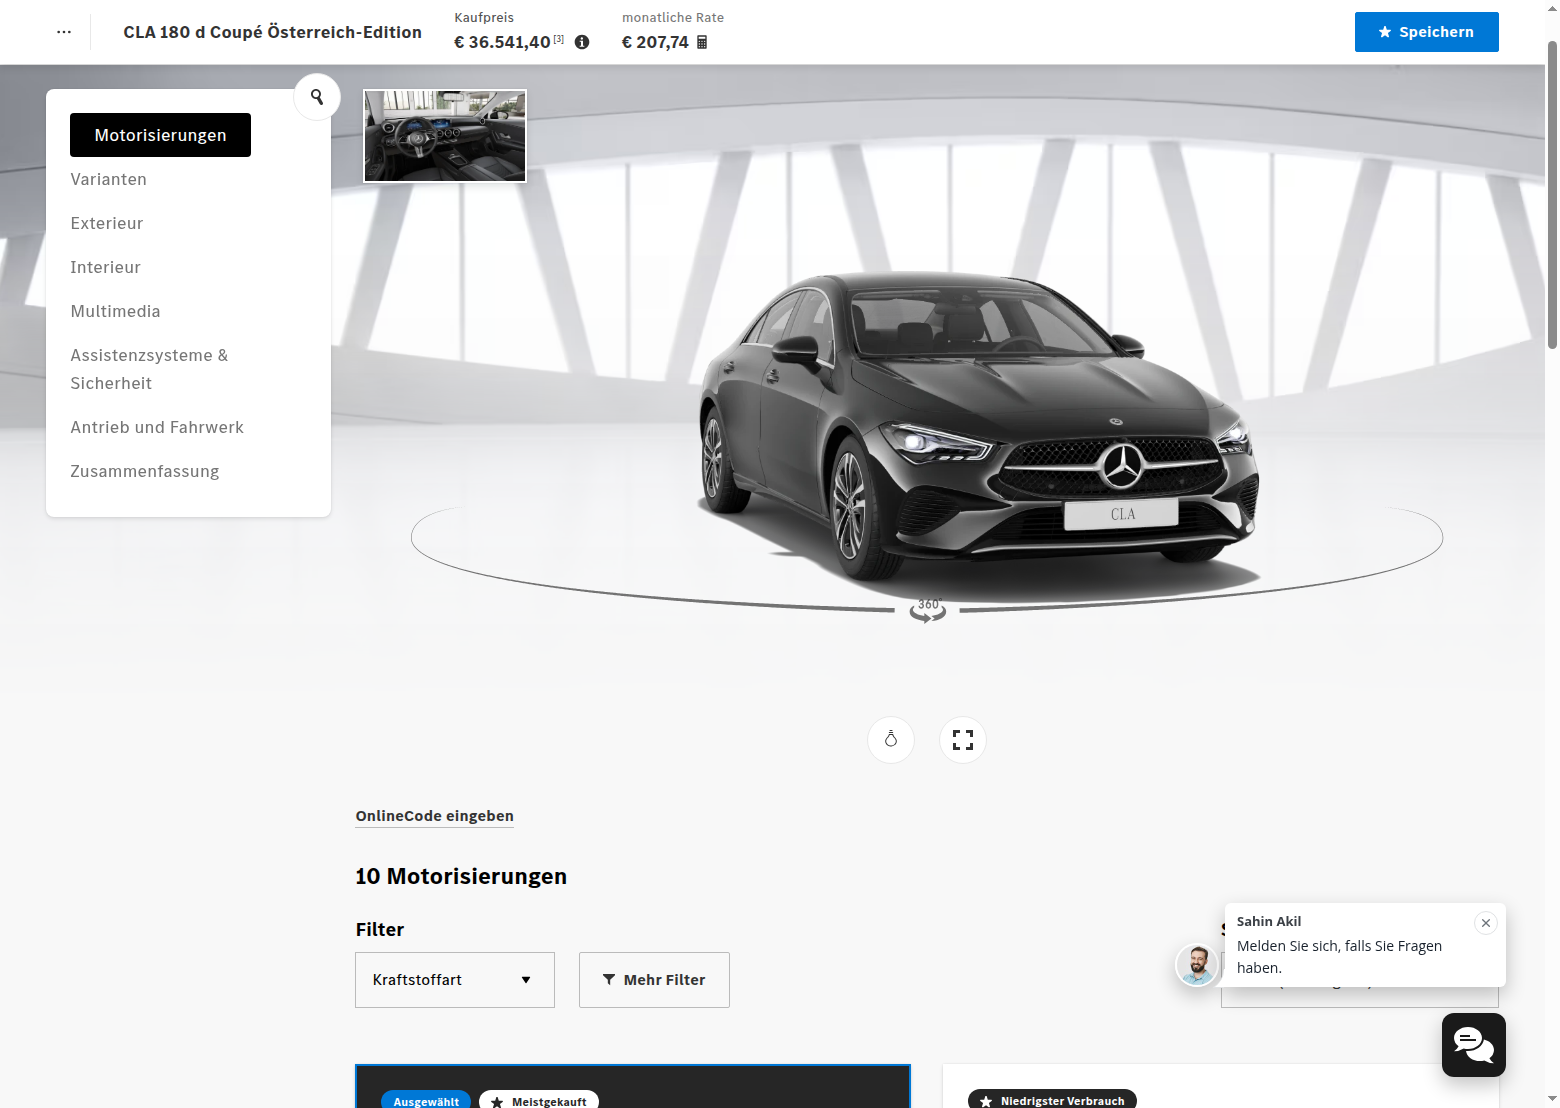 ...
CLA 180 d Coupé Österreich-Edition
Kaufpreis
€ 36.541,40 [3]
monatliche Rate
€ 207,74
Speichern
Motorisierungen
Varianten
Exterieur
Interieur
Multimedia
Assistenzsysteme &
Sicherheit
Antrieb und Fahrwerk
Zusammenfassung
CLA
360°
OnlineCode eingeben
10 Motorisierungen
Filter
Kraftstoffart
Mehr Filter
Sahin Akil
Melden Sie sich, falls Sie Fragen
haben.
Ausgewählt
Meistgekauft
Niedrigster Verbrauch